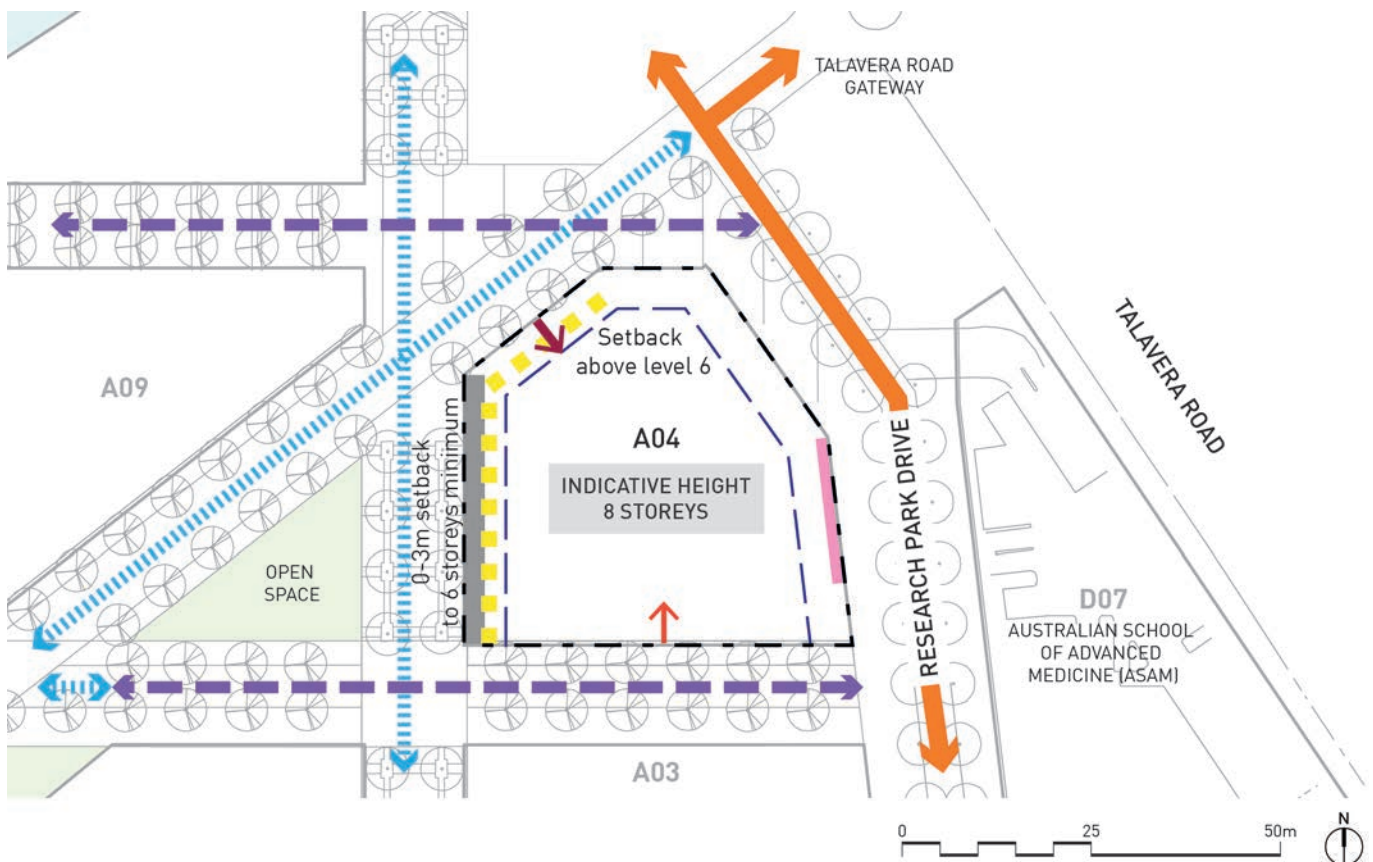 TALAVERA ROAD
GATEWAY
TALAVERA ROAD
A09
Setback
above level 6
0-3m setback
to 6 storeys minimum
A04
INDICATIVE HEIGHT
8 STOREYS
RESEARCH PARK DRIVE
OPEN
SPACE
D07
AUSTRALIAN SCHOOL
OF ADVANCED
MEDICINE (ASAM)
A03
0
25
50m
N